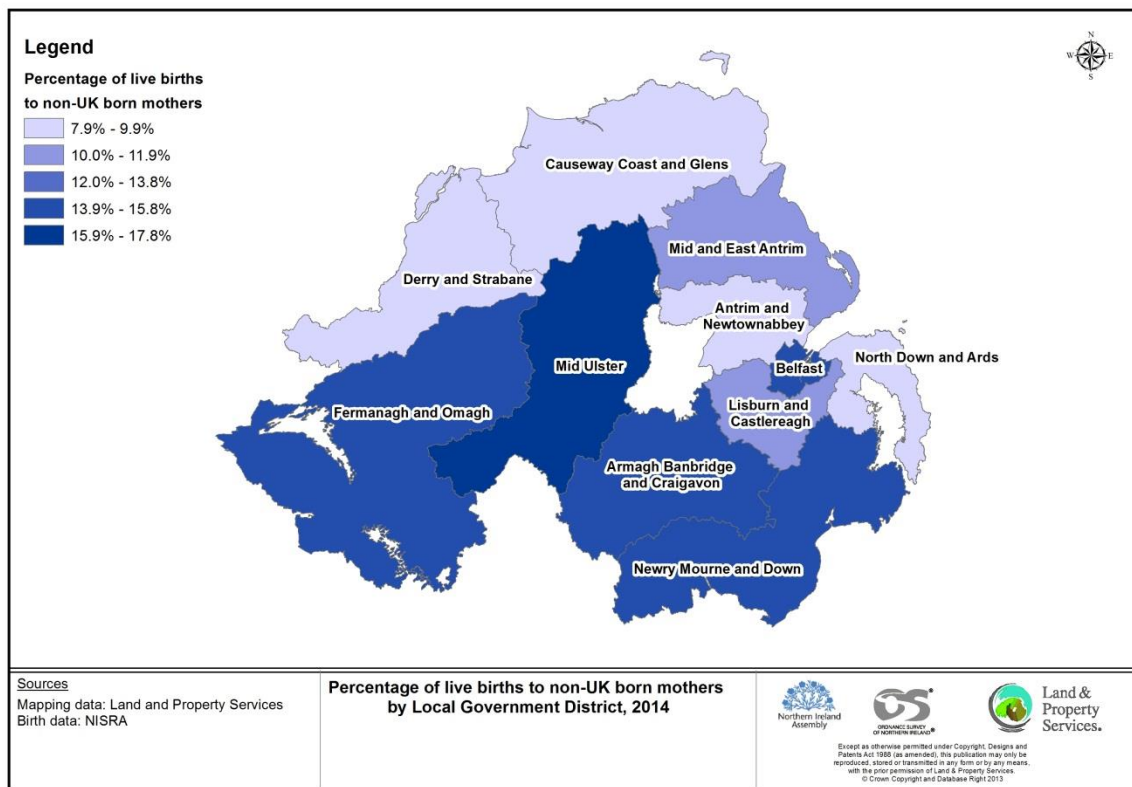 Legend
Percentage of live births
to non-UK born mothers
7.9% - 9.9%
10.0% - 11.9%
12.0% - 13.8%
13.9% - 15.8%
15.9% - 17.8%
N
W E
S
Causeway Coast and Glens
Mid and East Antrim
Derry and Strabane
Antrim and
Newtownabbey
North Down and Ards
Belfast
Mid Ulster
Fermanagh and Omagh
Lisburn and
Castlereagh
Armagh Banbridge
and Craigavon
Newry Mourne and Down
Sources
Mapping data: Land and Property Services
Birth data: NISRA
Percentage of live births to non-UK born mothers
by Local Government District, 2014
Northern Ireland
Assembly
OS®
ORDNANCE SURVEY
OF NORTHERN IRELAND®
Land &
Property
Services.
Except as otherwise permitted under Copyright, Designs and
Patents Act 1988 (as amended), this publication may only be
reproduced, stored or transmitted in any form or by any means,
with the prior permission of Land & Property Services.
© Crown Copyright and Database Right 2013